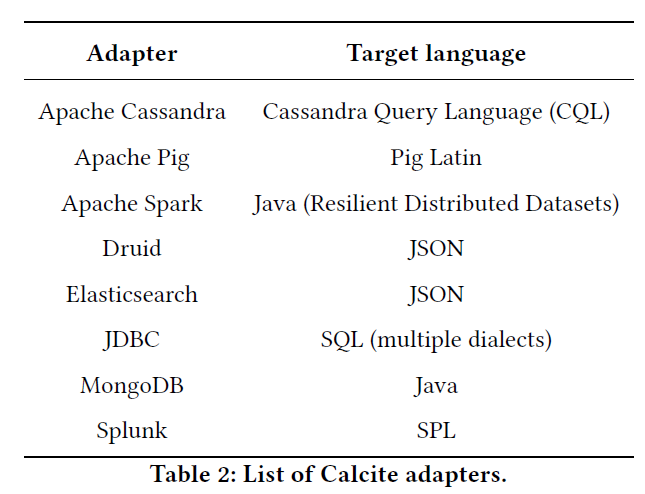 Adapter Target language
Apache Cassandra Cassandra Query Language (CQL)
Apache Pig Pig Latin
Apache Spark Java (Resilient Distributed Datasets)
Druid JSON
Elasticsearch JSON
JDBC SQL (multiple dialects)
MongoDB Java
Splunk SPL
Table 2: List of Calcite adapters.